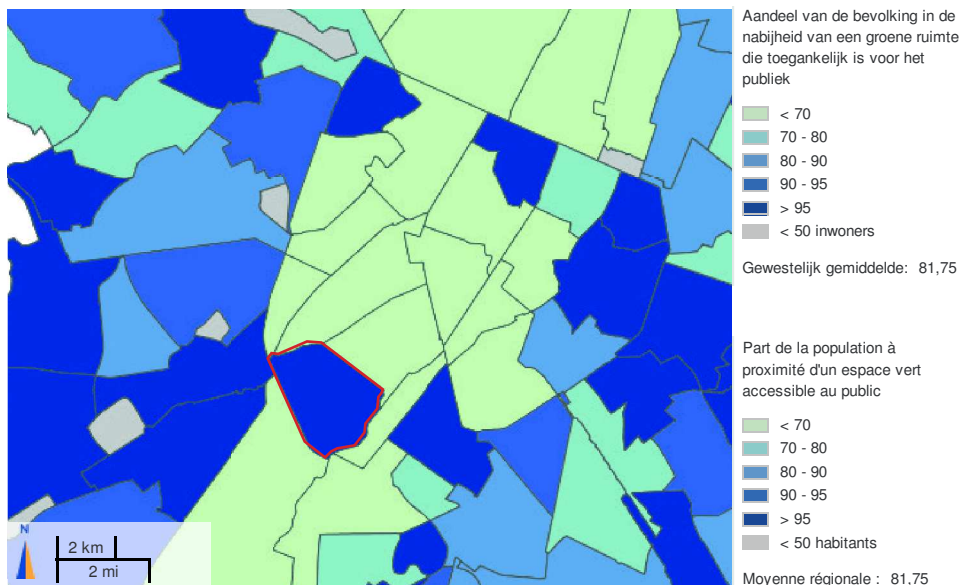 Aandeel van de bevolking in de
nabijheid van een groene ruimte
die toegankelijk is voor het
publiek
< 70
70 - 80
80 - 90
90 - 95
> 95
< 50 inwoners
Gewestelijk gemiddelde: 81,75
Part de la population à
proximité d'un espace vert
accessible au public
< 70
70 - 80
80 - 90
90 - 95
> 95
< 50 habitants
Moyenne régionale : 81,75
N
2 km
2 mi